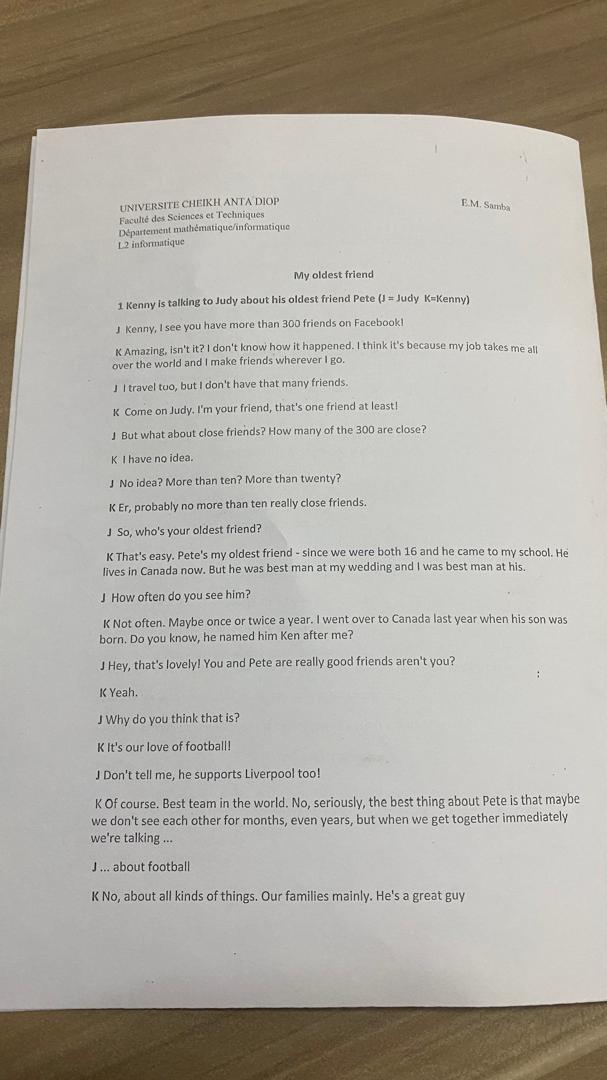 UNIVERSITE CHEIKH ANTA DIOP
E.M. Samba
Faculté des Sciences et Techniques
Département mathématique/informatique
L2 informatique
My oldest friend
1 Kenny is talking to Judy about his oldest friend Pete (J = Judy K=Kenny)
J Kenny, I see you have more than 300 friends on Facebook!
K Amazing, isn't it? I don't know how it happened. I think it's because my job takes me all
over the world and I make friends wherever I go.
J I travel too, but I don't have that many friends.
K Come on Judy. I'm your friend, that's one friend at least!
J But what about close friends? How many of the 300 are close?
K I have no idea.
J No idea? More than ten? More than twenty?
K Er, probably no more than ten really close friends.
J So, who's your oldest friend?
K That's easy. Pete's my oldest friend - since we were both 16 and he came to my school. He
lives in Canada now. But he was best man at my wedding and I was best man at his.
J How often do you see him?
K Not often. Maybe once or twice a year. I went over to Canada last year when his son was
born. Do you know, he named him Ken after me?
J Hey, that's lovely! You and Pete are really good friends aren't you?
K Yeah.
J Why do you think that is?
K It's our love of football!
J Don't tell me, he supports Liverpool too!
K Of course. Best team in the world. No, seriously, the best thing about Pete is that maybe
we don't see each other for months, even years, but when we get together immediately
we're talking ...
J ... about football
K No, about all kinds of things. Our families mainly. He's a great guy